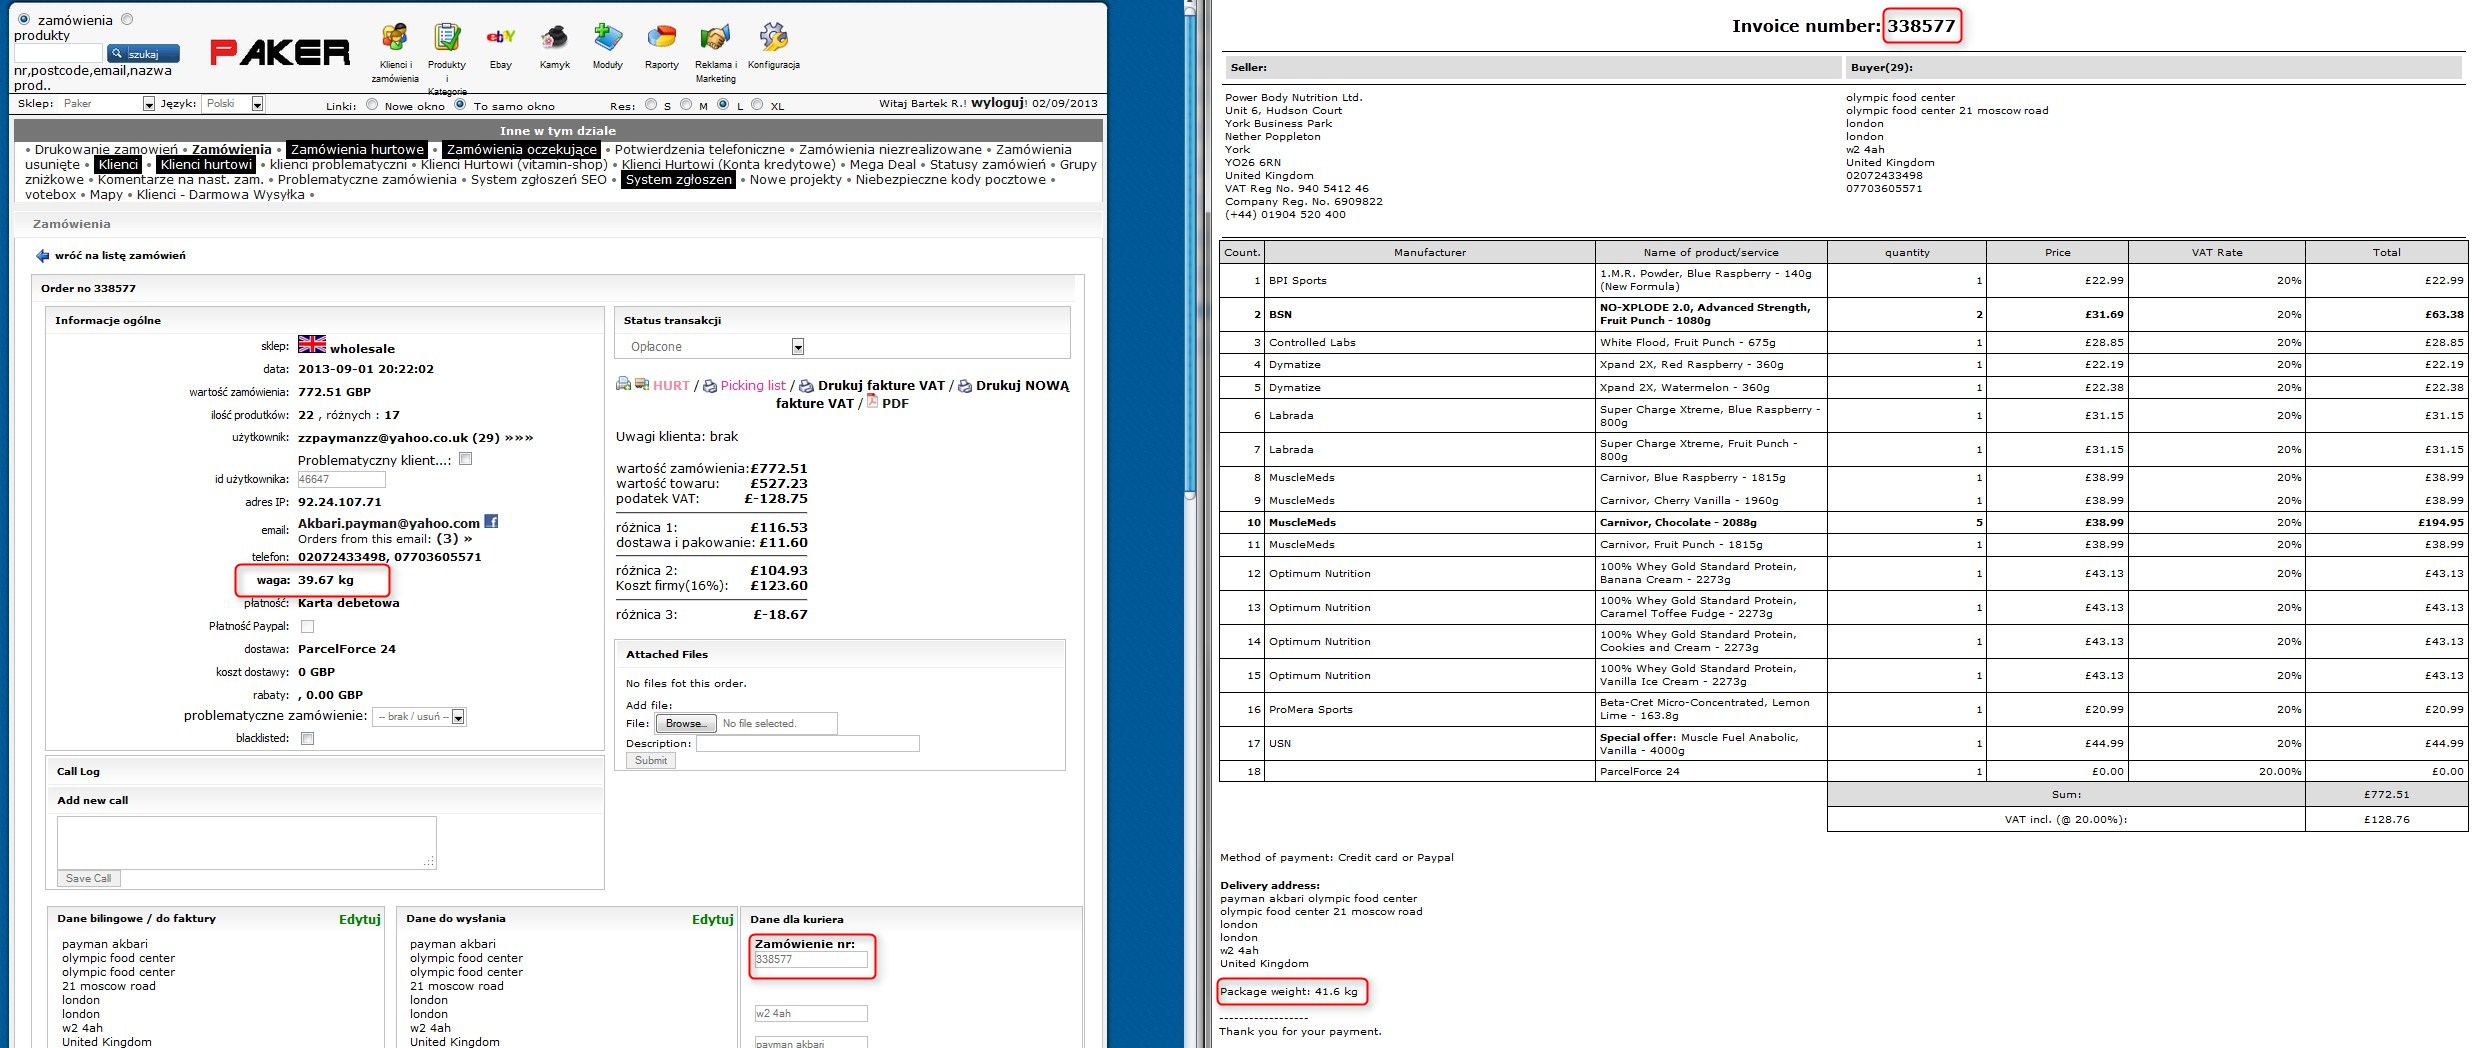 zamówienia
produkty
szukaj
nr,postcode,email,nazwa
prod..
PAKER
Klienci i
zamówienia
Produkty
i
Kategorie
Ebay
Kamyk
Moduły
Raporty
Reklama i
Marketing
Konfiguracja
Sklep: Paker Język: Polski Linki: Nowe okno To samo okno Res: S M L XL Witaj Bartek R.! wyloguj! 02/09/2013
Inne w tym dziale
• Drukowanie zamowień • Zamówienia • Zamówienia hurtowe • Zamówienia oczekujące • Potwierdzenia telefoniczne • Zamówienia niezrealizowane • Zamówienia
usunięte • Klienci • Klienci hurtowi • klienci problematyczni • Klienci Hurtowi (vitamin-shop) • Klienci Hurtowi (Konta kredytowe) • Mega Deal • Statusy zamówień • Grupy
zniżkowe • Komentarze na nast. zam. • Problematyczne zamówienia • System zgłoszeń SEO • System zgłoszen • Nowe projekty • Niebezpieczne kody pocztowe •
votebox • Mapy • Klienci - Darmowa Wysyłka •
Zamówienia
wróć na listę zamówień
Order no 338577
Informacje ogólne
sklep: wholesale
data: 2013-09-01 20:22:02
wartość zamówienia: 772.51 GBP
ilość produtków: 22 , różnych : 17
użytkownik: zzpaymanzz@yahoo.co.uk (29) »»»
Problematyczny klient...:
id użytkownika: 46647
adres IP: 92.24.107.71
email: Akbari.payman@yahoo.com
Orders from this email: (3) »
telefon: 02072433498, 07703605571
waga: 39.67 kg
płatność: Karta debetowa
Płatność Paypal:
dostawa: ParcelForce 24
koszt dostawy: 0 GBP
rabaty: , 0.00 GBP
problematyczne zamówienie: -- brak / usuń --
blacklisted:
Status transakcji
Opłacone
HURT / Picking list / Drukuj fakture VAT / Drukuj NOWĄ
fakture VAT / PDF
Uwagi klienta: brak
wartość zamówienia: £772.51
wartość towaru: £527.23
podatek VAT: £-128.75
różnica 1: £116.53
dostawa i pakowanie: £11.60
różnica 2: £104.93
Koszt firmy(16%): £123.60
różnica 3: £-18.67
Attached Files
No files fot this order.
Add file:
File: Browse... No file selected.
Description:
Submit
Call Log
Add new call
Save Call
Dane bilingowe / do faktury Edytuj
payman akbari
olympic food center
olympic food center
21 moscow road
london
london
w2 4ah
United Kingdom
Dane do wysłania Edytuj
payman akbari
olympic food center
olympic food center
21 moscow road
london
london
w2 4ah
United Kingdom
Dane dla kuriera
Zamówienie nr:
338577
w2 4ah
payman akbari
Invoice number: 338577
Seller: Buyer(29):
Power Body Nutrition Ltd.
Unit 6, Hudson Court
York Business Park
Nether Poppleton
York
YO26 6RN
United Kingdom
VAT Reg No. 940 5412 46
Company Reg. No. 6909822
(+44) 01904 520 400
olympic food center
olympic food center 21 moscow road
london
london
w2 4ah
United Kingdom
02072433498
07703605571
Count. Manufacturer Name of product/service quantity Price VAT Rate Total
1 BPI Sports 1.M.R. Powder, Blue Raspberry - 140g (New Formula) 1 £22.99 20% £22.99
2 BSN NO-XPLODE 2.0, Advanced Strength, Fruit Punch - 1080g 2 £31.69 20% £63.38
3 Controlled Labs White Flood, Fruit Punch - 675g 1 £28.85 20% £28.85
4 Dymatize Xpand 2X, Red Raspberry - 360g 1 £22.19 20% £22.19
5 Dymatize Xpand 2X, Watermelon - 360g 1 £22.38 20% £22.38
6 Labrada Super Charge Xtreme, Blue Raspberry - 800g 1 £31.15 20% £31.15
7 Labrada Super Charge Xtreme, Fruit Punch - 800g 1 £31.15 20% £31.15
8 MuscleMeds Carnivor, Blue Raspberry - 1815g 1 £38.99 20% £38.99
9 MuscleMeds Carnivor, Cherry Vanilla - 1960g 1 £38.99 20% £38.99
10 MuscleMeds Carnivor, Chocolate - 2088g 5 £38.99 20% £194.95
11 MuscleMeds Carnivor, Fruit Punch - 1815g 1 £38.99 20% £38.99
12 Optimum Nutrition 100% Whey Gold Standard Protein, Banana Cream - 2273g 1 £43.13 20% £43.13
13 Optimum Nutrition 100% Whey Gold Standard Protein, Caramel Toffee Fudge - 2273g 1 £43.13 20% £43.13
14 Optimum Nutrition 100% Whey Gold Standard Protein, Cookies and Cream - 2273g 1 £43.13 20% £43.13
15 Optimum Nutrition 100% Whey Gold Standard Protein, Vanilla Ice Cream - 2273g 1 £43.13 20% £43.13
16 ProMera Sports Beta-Cret Micro-Concentrated, Lemon Lime - 163.8g 1 £20.99 20% £20.99
17 USN Special offer: Muscle Fuel Anabolic, Vanilla - 4000g 1 £44.99 20% £44.99
18 ParcelForce 24 1 £0.00 20.00% £0.00
Sum: £772.51
VAT incl. (@ 20.00%): £128.76
Method of payment: Credit card or Paypal
Delivery address:
payman akbari olympic food center
olympic food center 21 moscow road
london
london
w2 4ah
United Kingdom
Package weight: 41.6 kg
------------------
Thank you for your payment.